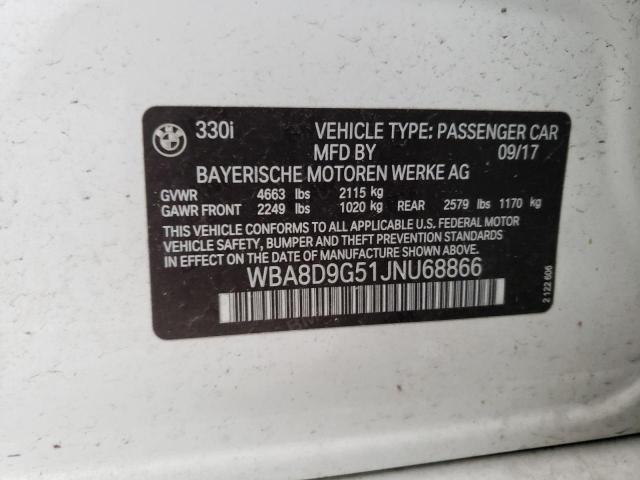 BMW
330i VEHICLE TYPE: PASSENGER CAR
MFD BY 09/17
BAYERISCHE MOTOREN WERKE AG
GVWR 4663 lbs 2115 kg
GAWR FRONT 2249 lbs 1020 kg REAR 2579 lbs 1170 kg
THIS VEHICLE CONFORMS TO ALL APPLICABLE U.S. FEDERAL MOTOR
VEHICLE SAFETY, BUMPER AND THEFT PREVENTION STANDARDS
IN EFFECT ON THE DATE OF MANUFACTURE SHOWN ABOVE.
WBA8D9G51JNU68866
2 122 606